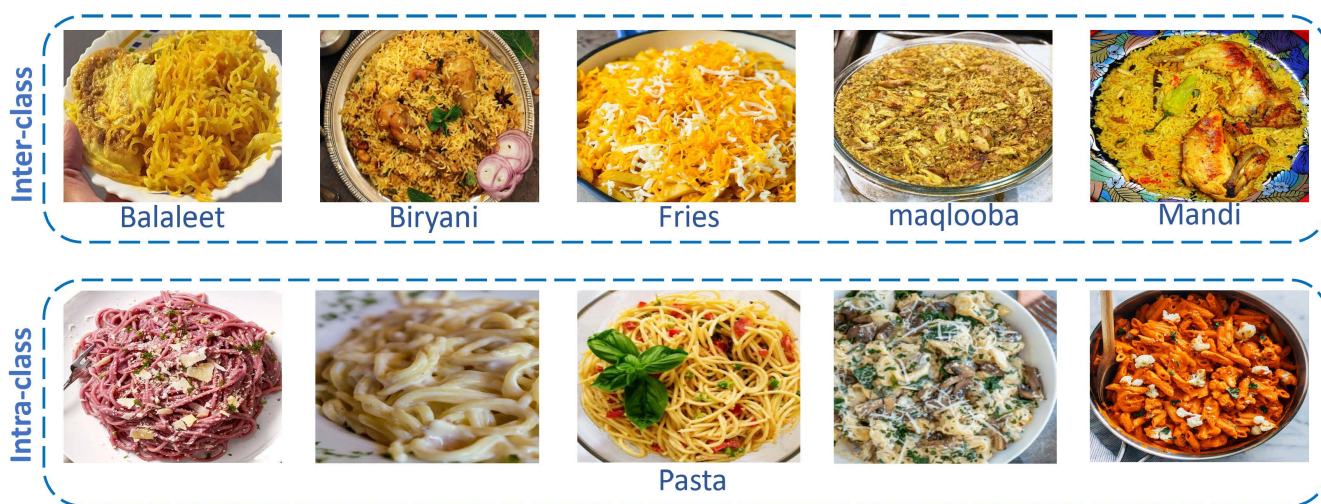 Inter-class
Balaleet
Biryani
Fries
maqlooba
Mandi
Intra-class
Pasta